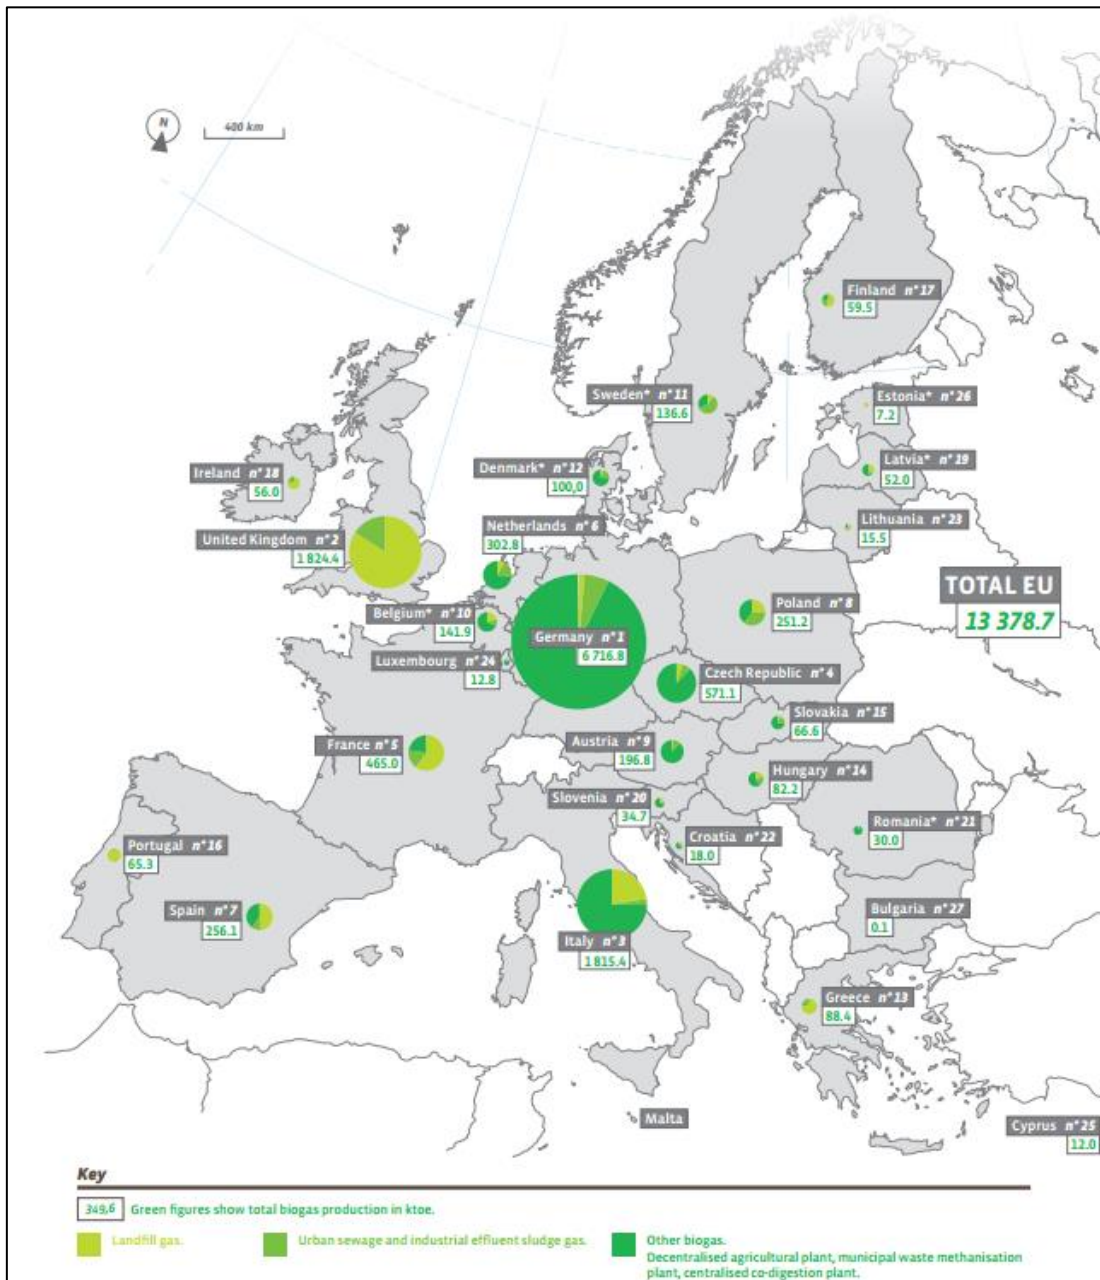 N
400 km
Finland n°17
59.5
Sweden* n°11
136.6
Estonia* n°26
7.2
Latvia* n°19
52.0
Denmark* n°12
100,0
Ireland n°18
56.0
Lithuania n°23
15.5
Netherlands n°6
302.8
United Kingdom n°2
1 824.4
TOTAL EU
13 378.7
Poland n°8
251.2
Belgium* n°10
141.9
Germany n°1
6 716.8
Luxembourg n°24
12.8
Czech Republic n°4
571.1
Slovakia n°15
66.6
France n°5
465.0
Austria n°9
196.8
Hungary n°14
82.2
Slovenia n°20
34.7
Romania* n°21
30.0
Croatia n°22
18.0
Portugal n°16
65.3
Spain n°7
256.1
Bulgaria n°27
0.1
Italy n°3
1 815.4
Greece n°13
88.4
Malta
Cyprus n°25
12.0
Key
349,6 Green figures show total biogas production in ktoe.
Landfill gas.
Urban sewage and industrial effluent sludge gas.
Other biogas.
Decentralised agricultural plant, municipal waste methanisation
plant, centralised co-digestion plant.